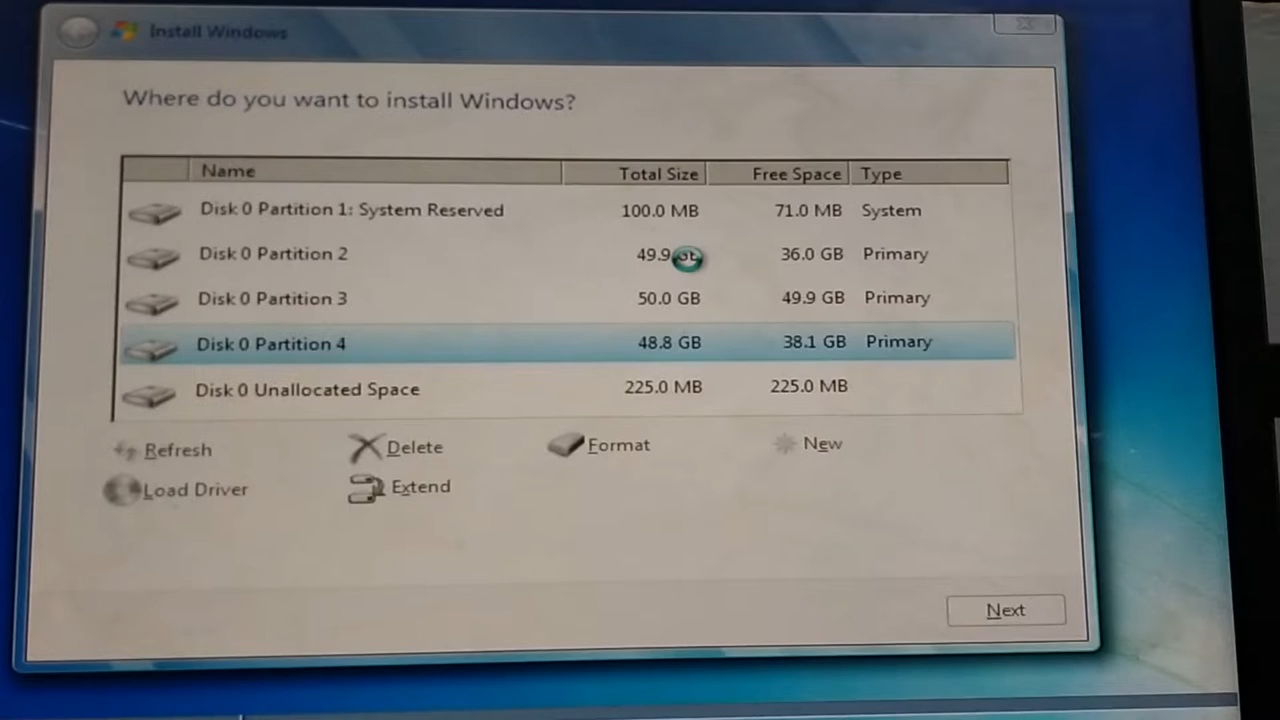 Install Windows
Where do you want to install Windows?
Name Total Size Free Space Type
Disk 0 Partition 1: System Reserved 100.0 MB 71.0 MB System
Disk 0 Partition 2 49.9 36.0 GB Primary
Disk 0 Partition 3 50.0 GB 49.9 GB Primary
Disk 0 Partition 4 48.8 GB 38.1 GB Primary
Disk 0 Unallocated Space 225.0 MB 225.0 MB
Refresh Delete Format New
Load Driver Extend
Next